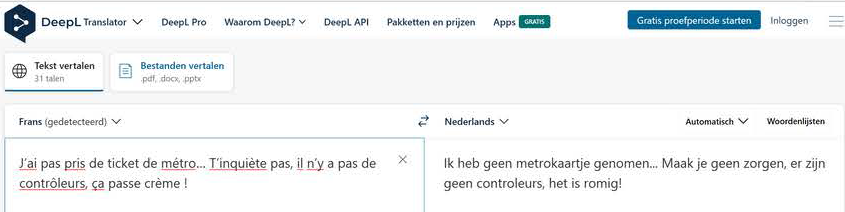 DeepL Translator DeepL Pro Waarom DeepL? DeepL API Pakketten en prijzen Apps GRATIS Gratis proefperiode starten Inloggen
Tekst vertalen
31 talen
Bestanden vertalen
.pdf, .docx, .pptx
Frans (gedetecteerd)
Nederlands Automatisch Woordenlijsten
J'ai pas pris de ticket de métro... T'inquiète pas, il n'y a pas de
contrôleurs, ça passe crème !
Ik heb geen metrokaartje genomen... Maak je geen zorgen, er zijn
geen controleurs, het is romig!